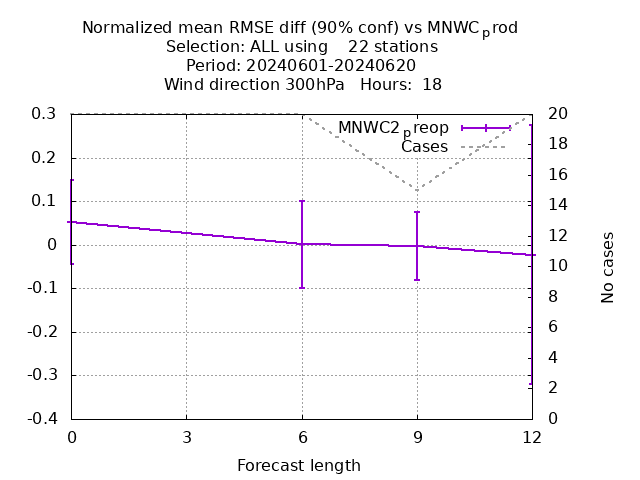 Normalized mean RMSE diff (90% conf) vs MNWCprod
Selection: ALL using 22 stations
Period: 20240601-20240620
Wind direction 300hPa Hours: 18
0.3
0.2
0.1
0
-0.1
-0.2
-0.3
-0.4
MNWC2preop
Cases
20
18
16
14
12
10
8
6
4
2
0
No cases
0 3 6 9 12
Forecast length